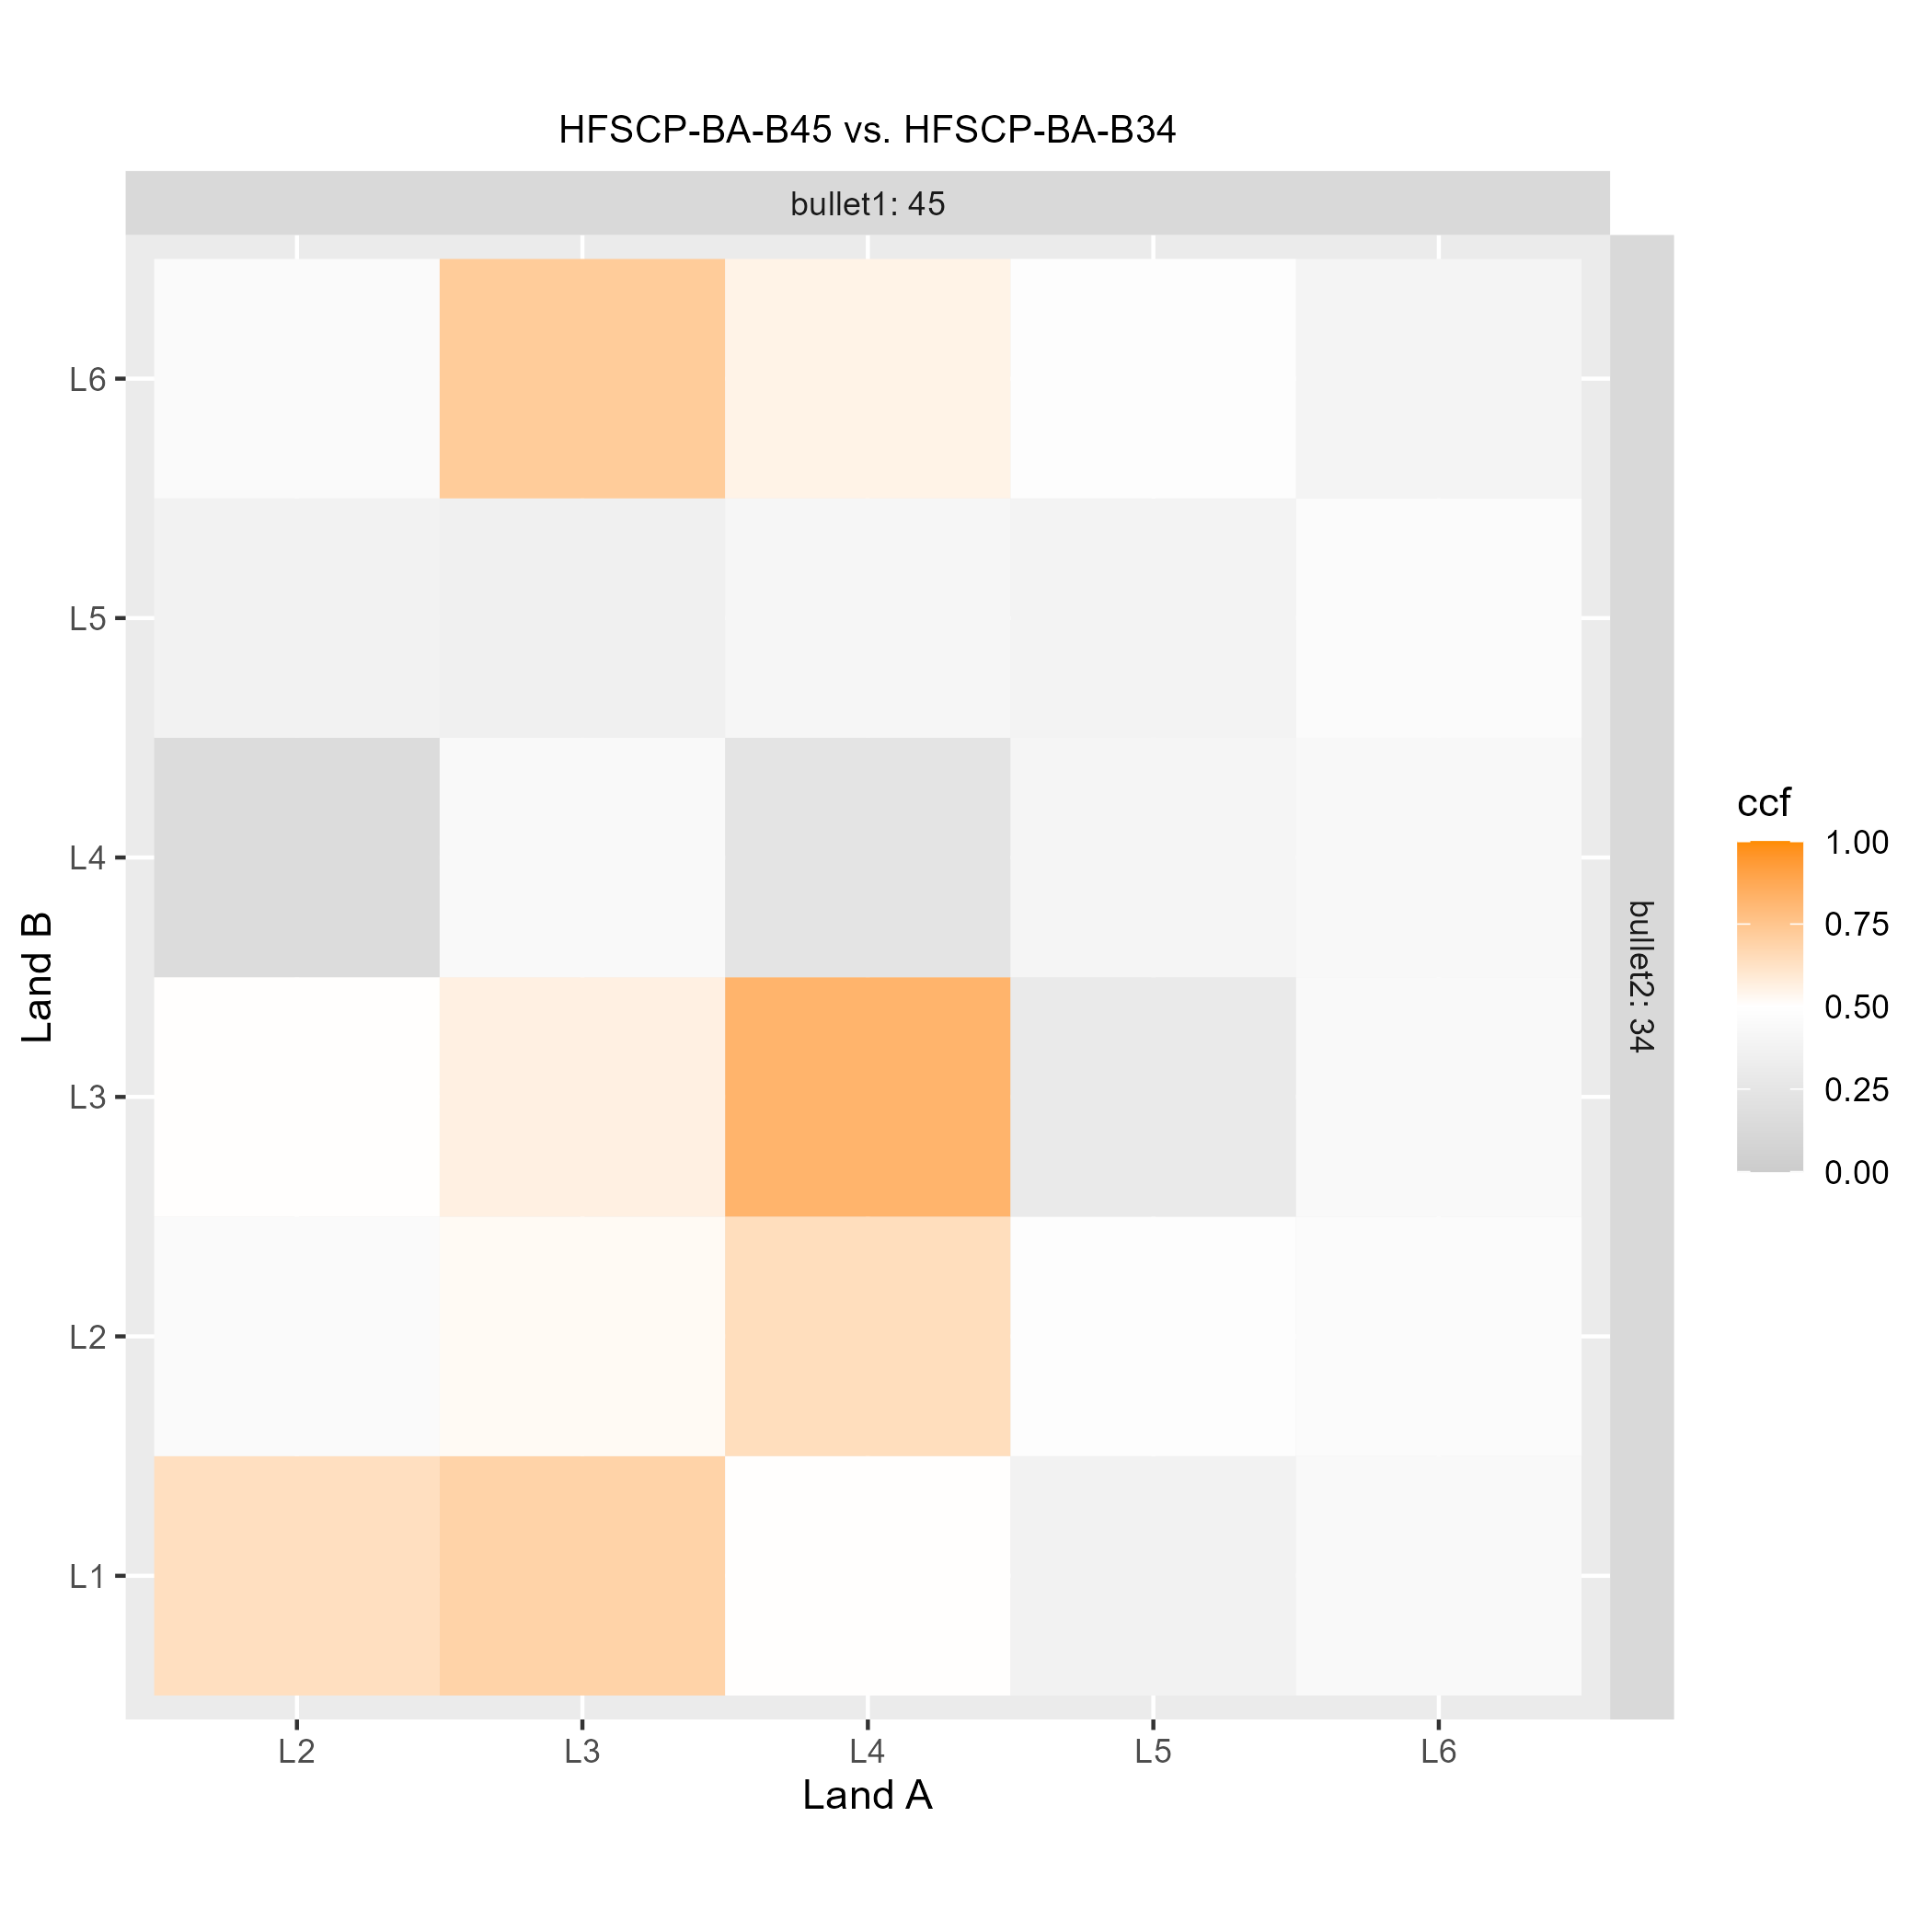 HFSCP-BA-B45 vs. HFSCP-BA-B34
bullet1: 45
L6
L5
L4
L3
L2
L1
Land B
bullet2: 34
ccf
1.00
0.75
0.50
0.25
0.00
L2 L3 L4 L5 L6
Land A